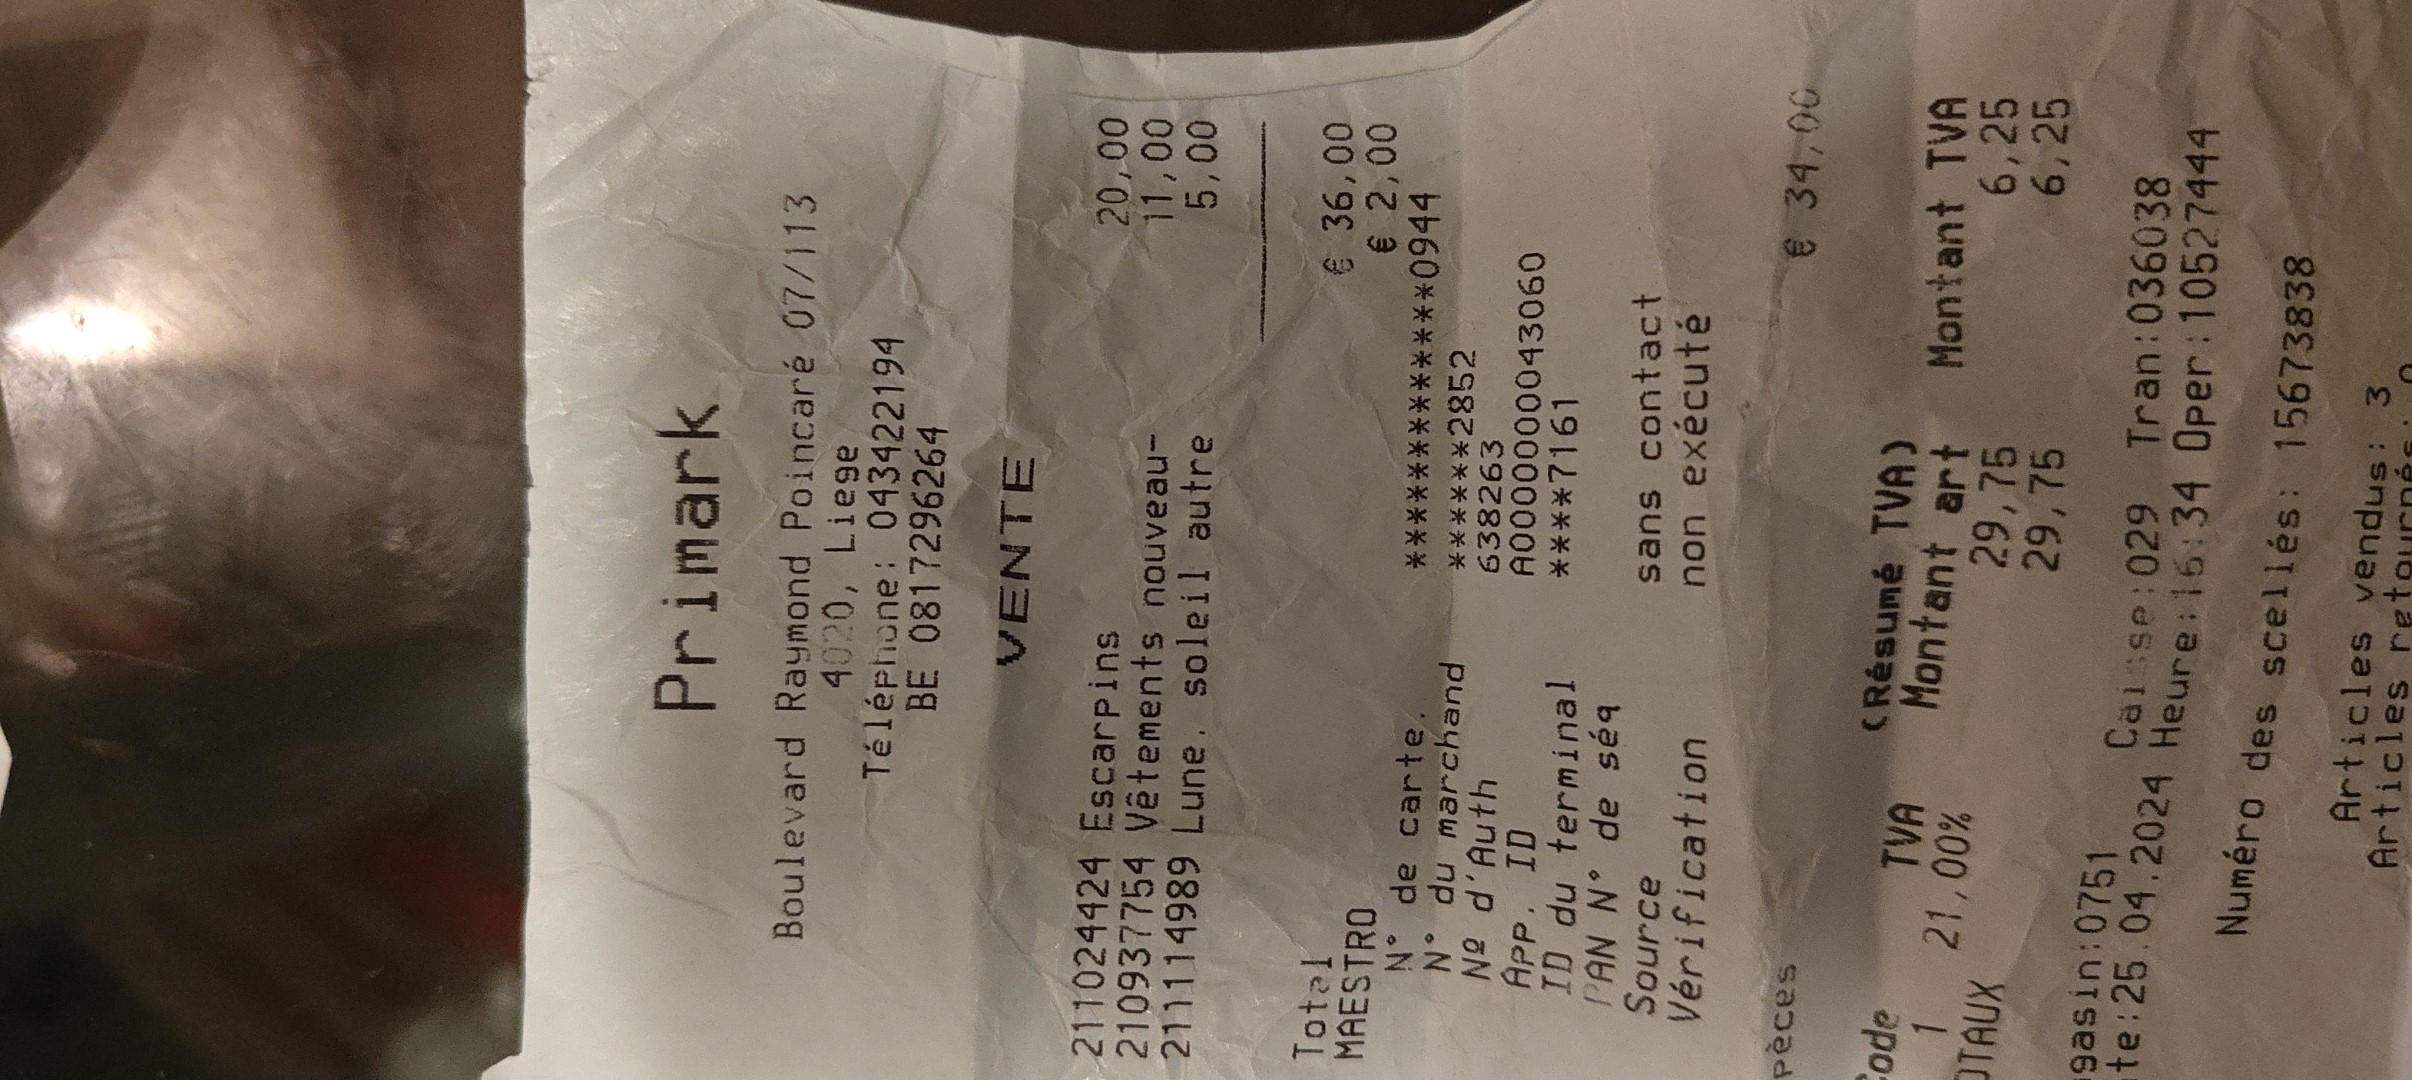 Primark
Boulevard Raymond Poincaré 07/113
4020, Liege
Téléphone: 043422194
BE 0817296264
VENTE
211024424 Escarpins 20,00
210937754 Vêtements nouveau- 11,00
211114989 Lune. soleil autre 5,00
Total € 36,00
MAESTRO € 2,00
N° de carte. ****************0944
N° du marchand ******2852
Nº d'Auth 638263
APP. ID A0000000043060
ID du terminal ****7161
PAN N° de séq
Source sans contact
Vérification non exécuté
pèces € 34,00
(Résumé TVA)
Code TVA Montant art Montant TVA
1 21,00% 29,75 6,25
OTAUX 29,75 6,25
gasin:0751 Caisse:029 Tran:036038
te:25.04.2024 Heure:16:34 Oper:10527444
Numéro des scellés: 15673838
Articles vendus: 3
Articles retournés: 0